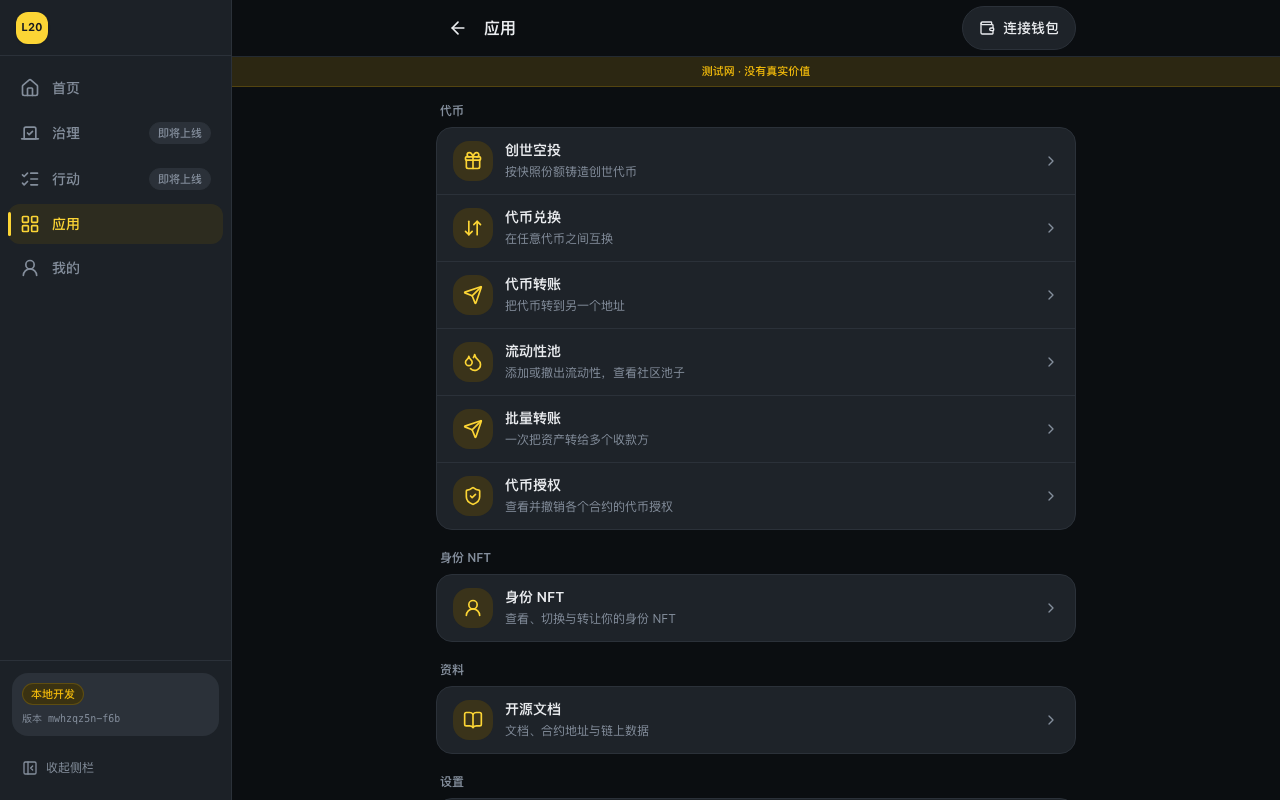 L20
首页
治理
即将上线
行动
即将上线
应用
我的
本地开发
版本 mwhzqz5n-f6b
收起侧栏
应用
连接钱包
测试网 · 没有真实价值
代币
创世空投
按快照份额铸造创世代币
代币兑换
在任意代币之间互换
代币转账
把代币转到另一个地址
流动性池
添加或撤出流动性，查看社区池子
批量转账
一次把资产转给多个收款方
代币授权
查看并撤销各个合约的代币授权
身份 NFT
身份 NFT
查看、切换与转让你的身份 NFT
资料
开源文档
文档、合约地址与链上数据
设置